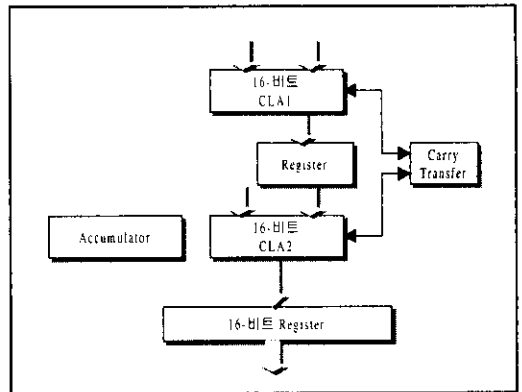 16-비트
CLA1
Register
Carry
Transfer
Accumulator
16-비트
CLA2
16-비트 Register